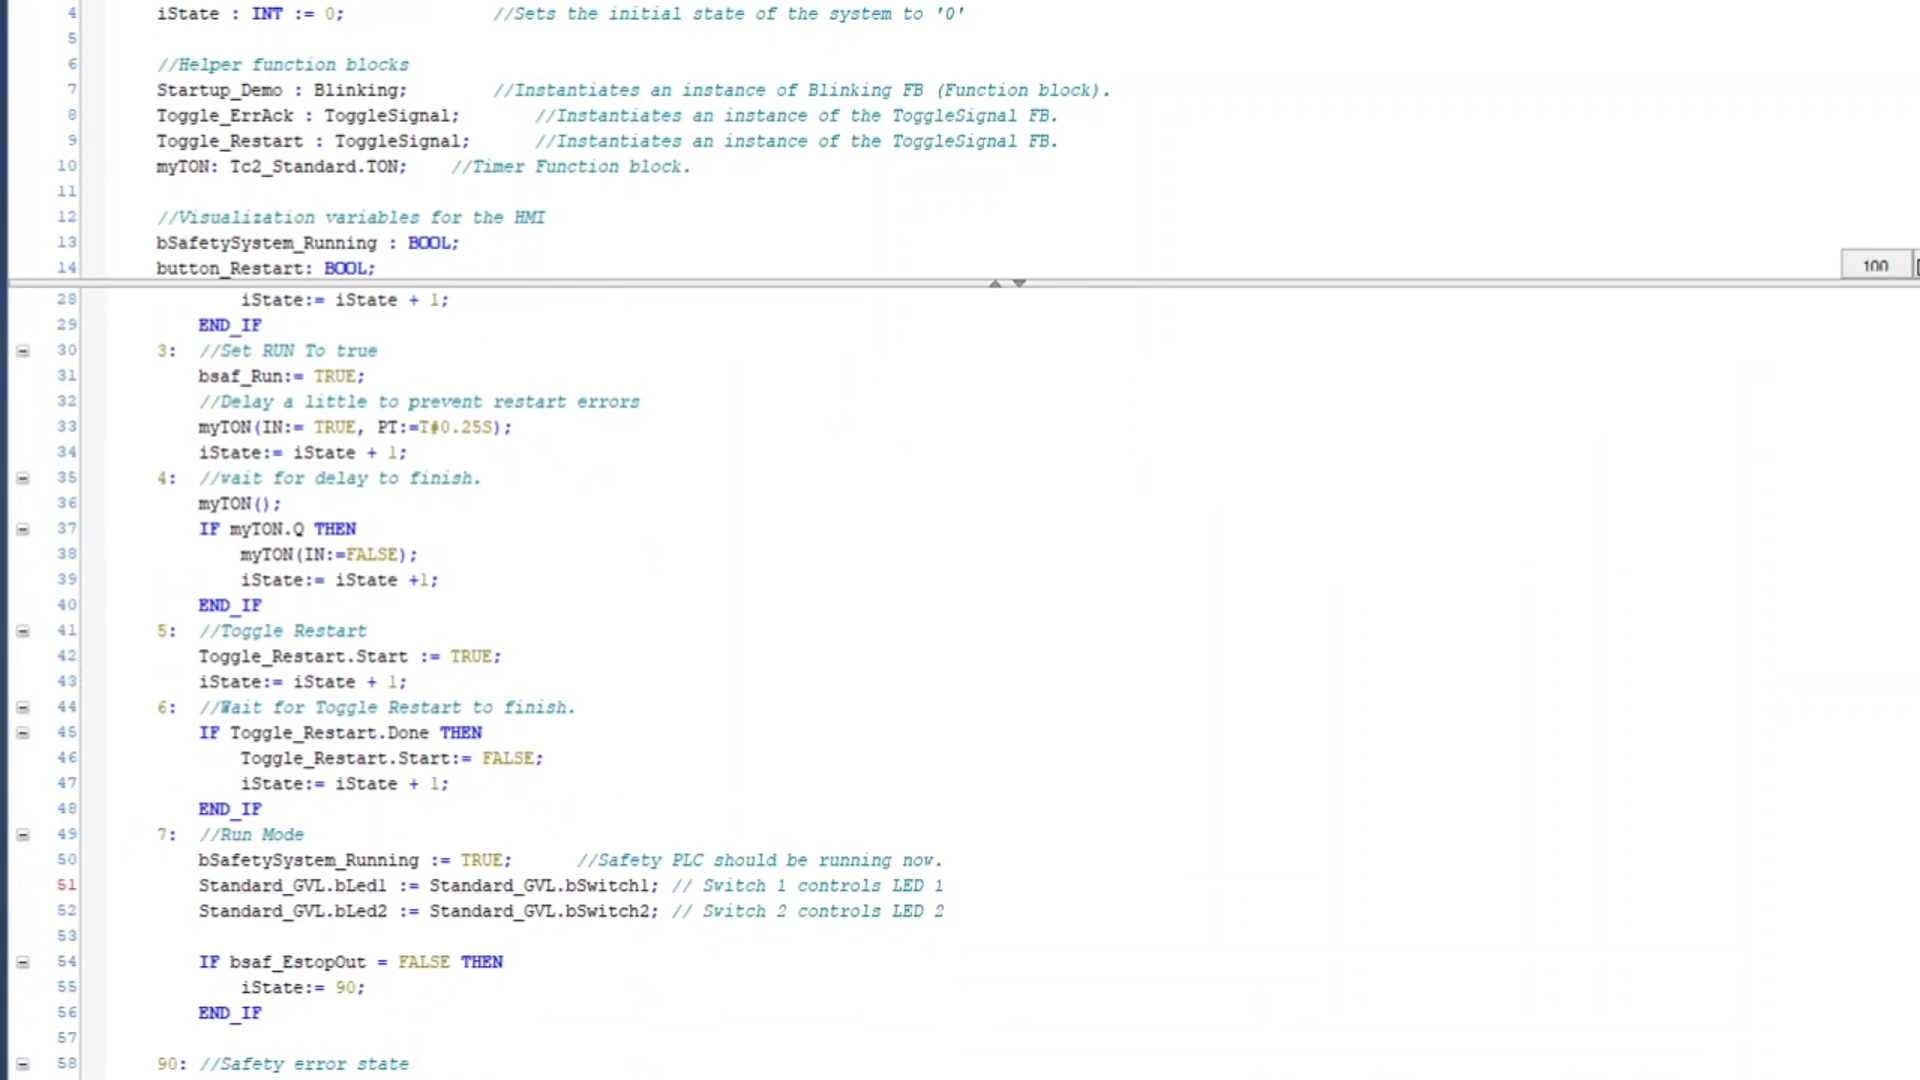 4 iState : INT := 0; //Sets the initial state of the system to '0'
5
6 //Helper function blocks
7 Startup_Demo : Blinking; //Instantiates an instance of Blinking FB (Function block).
8 Toggle_ErrAck : ToggleSignal; //Instantiates an instance of the ToggleSignal FB.
9 Toggle_Restart : ToggleSignal; //Instantiates an instance of the ToggleSignal FB.
10 myTON: Tc2_Standard.TON; //Timer Function block.
11
12 //Visualization variables for the HMI
13 bSafetySystem_Running : BOOL;
14 button_Restart: BOOL;
100
28 iState:= iState + 1;
29 END_IF
30 3: //Set RUN To true
31 bsaf_Run:= TRUE;
32 //Delay a little to prevent restart errors
33 myTON(IN:= TRUE, PT:=T#0.25S);
34 iState:= iState + 1;
35 4: //wait for delay to finish.
36 myTON();
37 IF myTON.Q THEN
38 myTON(IN:=FALSE);
39 iState:= iState +1;
40 END_IF
41 5: //Toggle Restart
42 Toggle_Restart.Start := TRUE;
43 iState:= iState + 1;
44 6: //Wait for Toggle Restart to finish.
45 IF Toggle_Restart.Done THEN
46 Toggle_Restart.Start:= FALSE;
47 iState:= iState + 1;
48 END_IF
49 7: //Run Mode
50 bSafetySystem_Running := TRUE; //Safety PLC should be running now.
51 Standard_GVL.bLed1 := Standard_GVL.bSwitch1; // Switch 1 controls LED 1
52 Standard_GVL.bLed2 := Standard_GVL.bSwitch2; // Switch 2 controls LED 2
53
54 IF bsaf_EstopOut = FALSE THEN
55 iState:= 90;
56 END_IF
57
58 90: //Safety error state